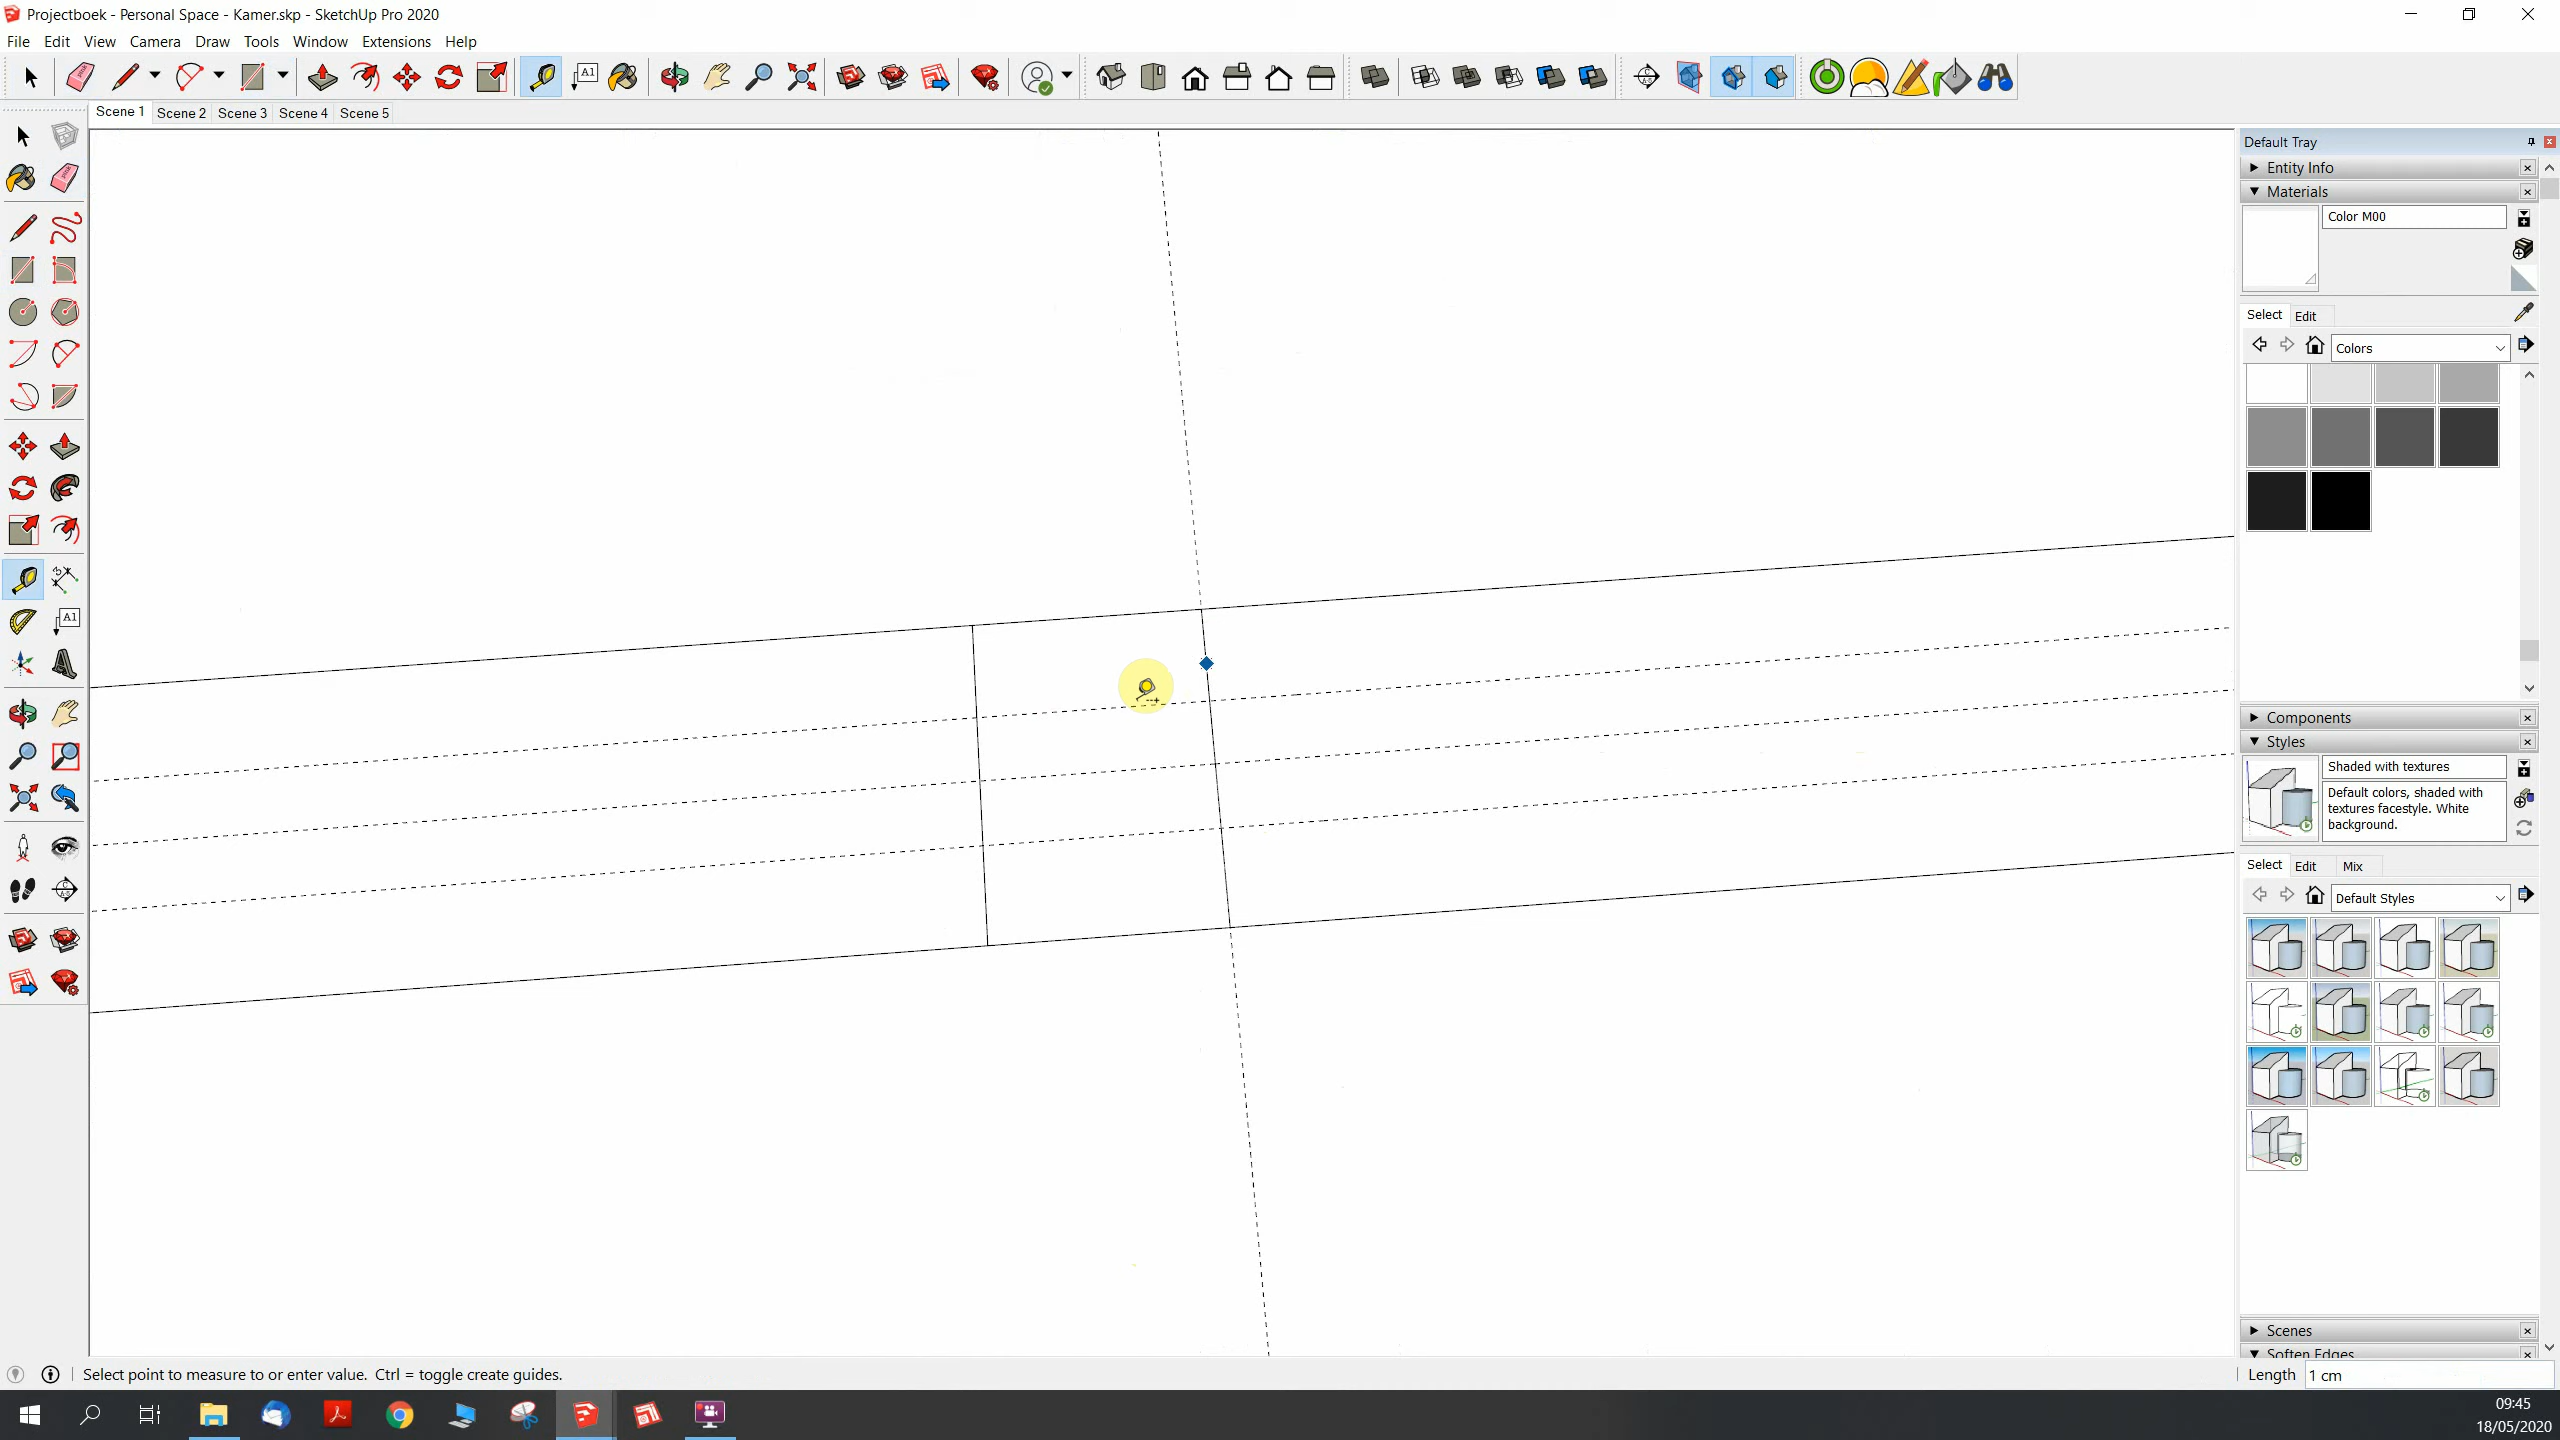 Projectboek - Personal Space - Kamer.skp - SketchUp Pro 2020
File Edit View Camera Draw Tools Window Extensions Help
A1
Scene 1 Scene 2 Scene 3 Scene 4 Scene 5
Default Tray
Entity Info
Materials
Color M00
Select Edit
Colors
A1
Components
Styles
Shaded with textures
Default colors, shaded with
textures facestyle. White
background.
Select Edit Mix
Default Styles
Scenes
Soften Edges
Select point to measure to or enter value. Ctrl = toggle create guides.
Length 1 cm
09:45
18/05/2020